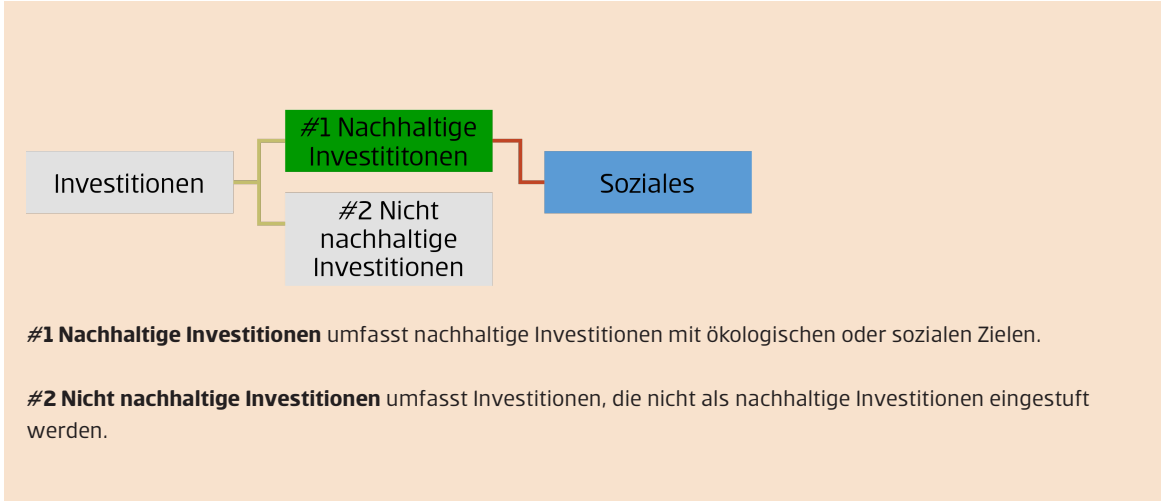 #1 Nachhaltige
Investititonen
Investitionen
Soziales
#2 Nicht
nachhaltige
Investitionen
#1 Nachhaltige Investitionen umfasst nachhaltige Investitionen mit ökologischen oder sozialen Zielen.
#2 Nicht nachhaltige Investitionen umfasst Investitionen, die nicht als nachhaltige Investitionen eingestuft
werden.